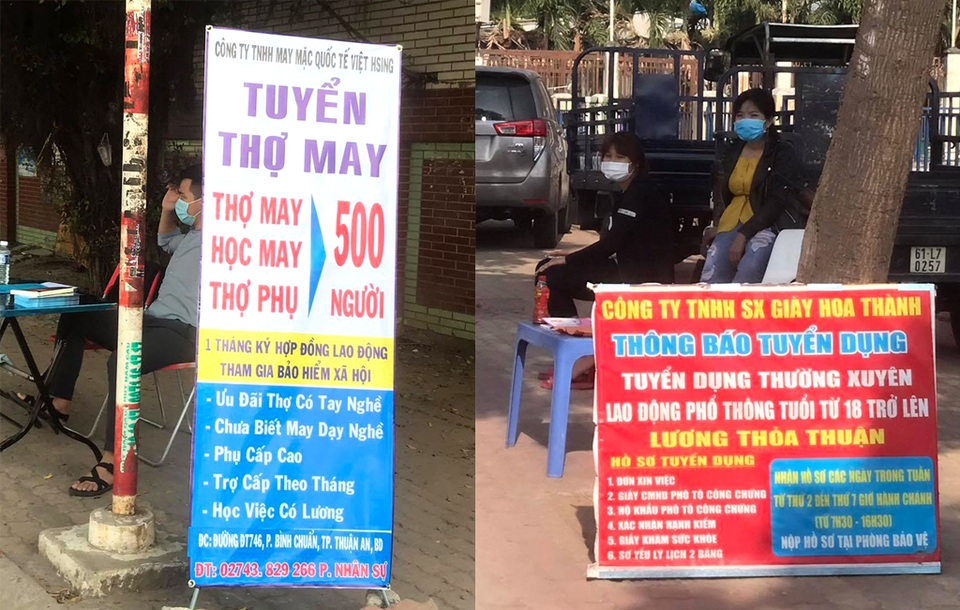 CÔNG TY TNHH MAY MẶC QUỐC TẾ VIỆT HSING
TUYỂN
THỢ MAY
THỢ MAY
HỌC MAY
THỢ PHỤ
500
NGƯỜI
1 THÁNG KÝ HỢP ĐỒNG LAO ĐỘNG
THAM GIA BẢO HIỂM XÃ HỘI
- Ưu Đãi Thợ Có Tay Nghề
- Chưa Biết May Dạy Nghề
- Phụ Cấp Cao
- Trợ Cấp Theo Tháng
- Học Việc Có Lương
ĐC: ĐƯỜNG ĐT746, P. BÌNH CHUẨN, TP. THUẬN AN, BD
ĐT: 02743. 829 266 P. NHÂN SỰ
61-L7
0257
CÔNG TY TNHH SX GIÀY HOA THÀNH
THÔNG BÁO TUYỂN DỤNG
TUYỂN DỤNG THƯỜNG XUYÊN
LAO ĐỘNG PHỔ THÔNG TUỔI TỪ 18 TRỞ LÊN
LƯƠNG THỎA THUẬN
HỒ SƠ TUYỂN DỤNG
1. ĐƠN XIN VIỆC
2. GIẤY CMND PHÔ TÔ CÔNG CHỨNG
3. HỘ KHẨU PHÔ TÔ CÔNG CHỨNG
4. XÁC NHẬN HẠNH KIỂM
5. GIẤY KHÁM SỨC KHỎE
6. SƠ YẾU LÝ LỊCH 2 BẢNG
NHẬN HỒ SƠ CÁC NGÀY TRONG TUẦN
TỪ THỨ 2 ĐẾN THỨ 7 GIỜ HÀNH CHÁNH
(TỪ 7H30 - 16H30)
NỘP HỒ SƠ TẠI PHÒNG BẢO VỆ